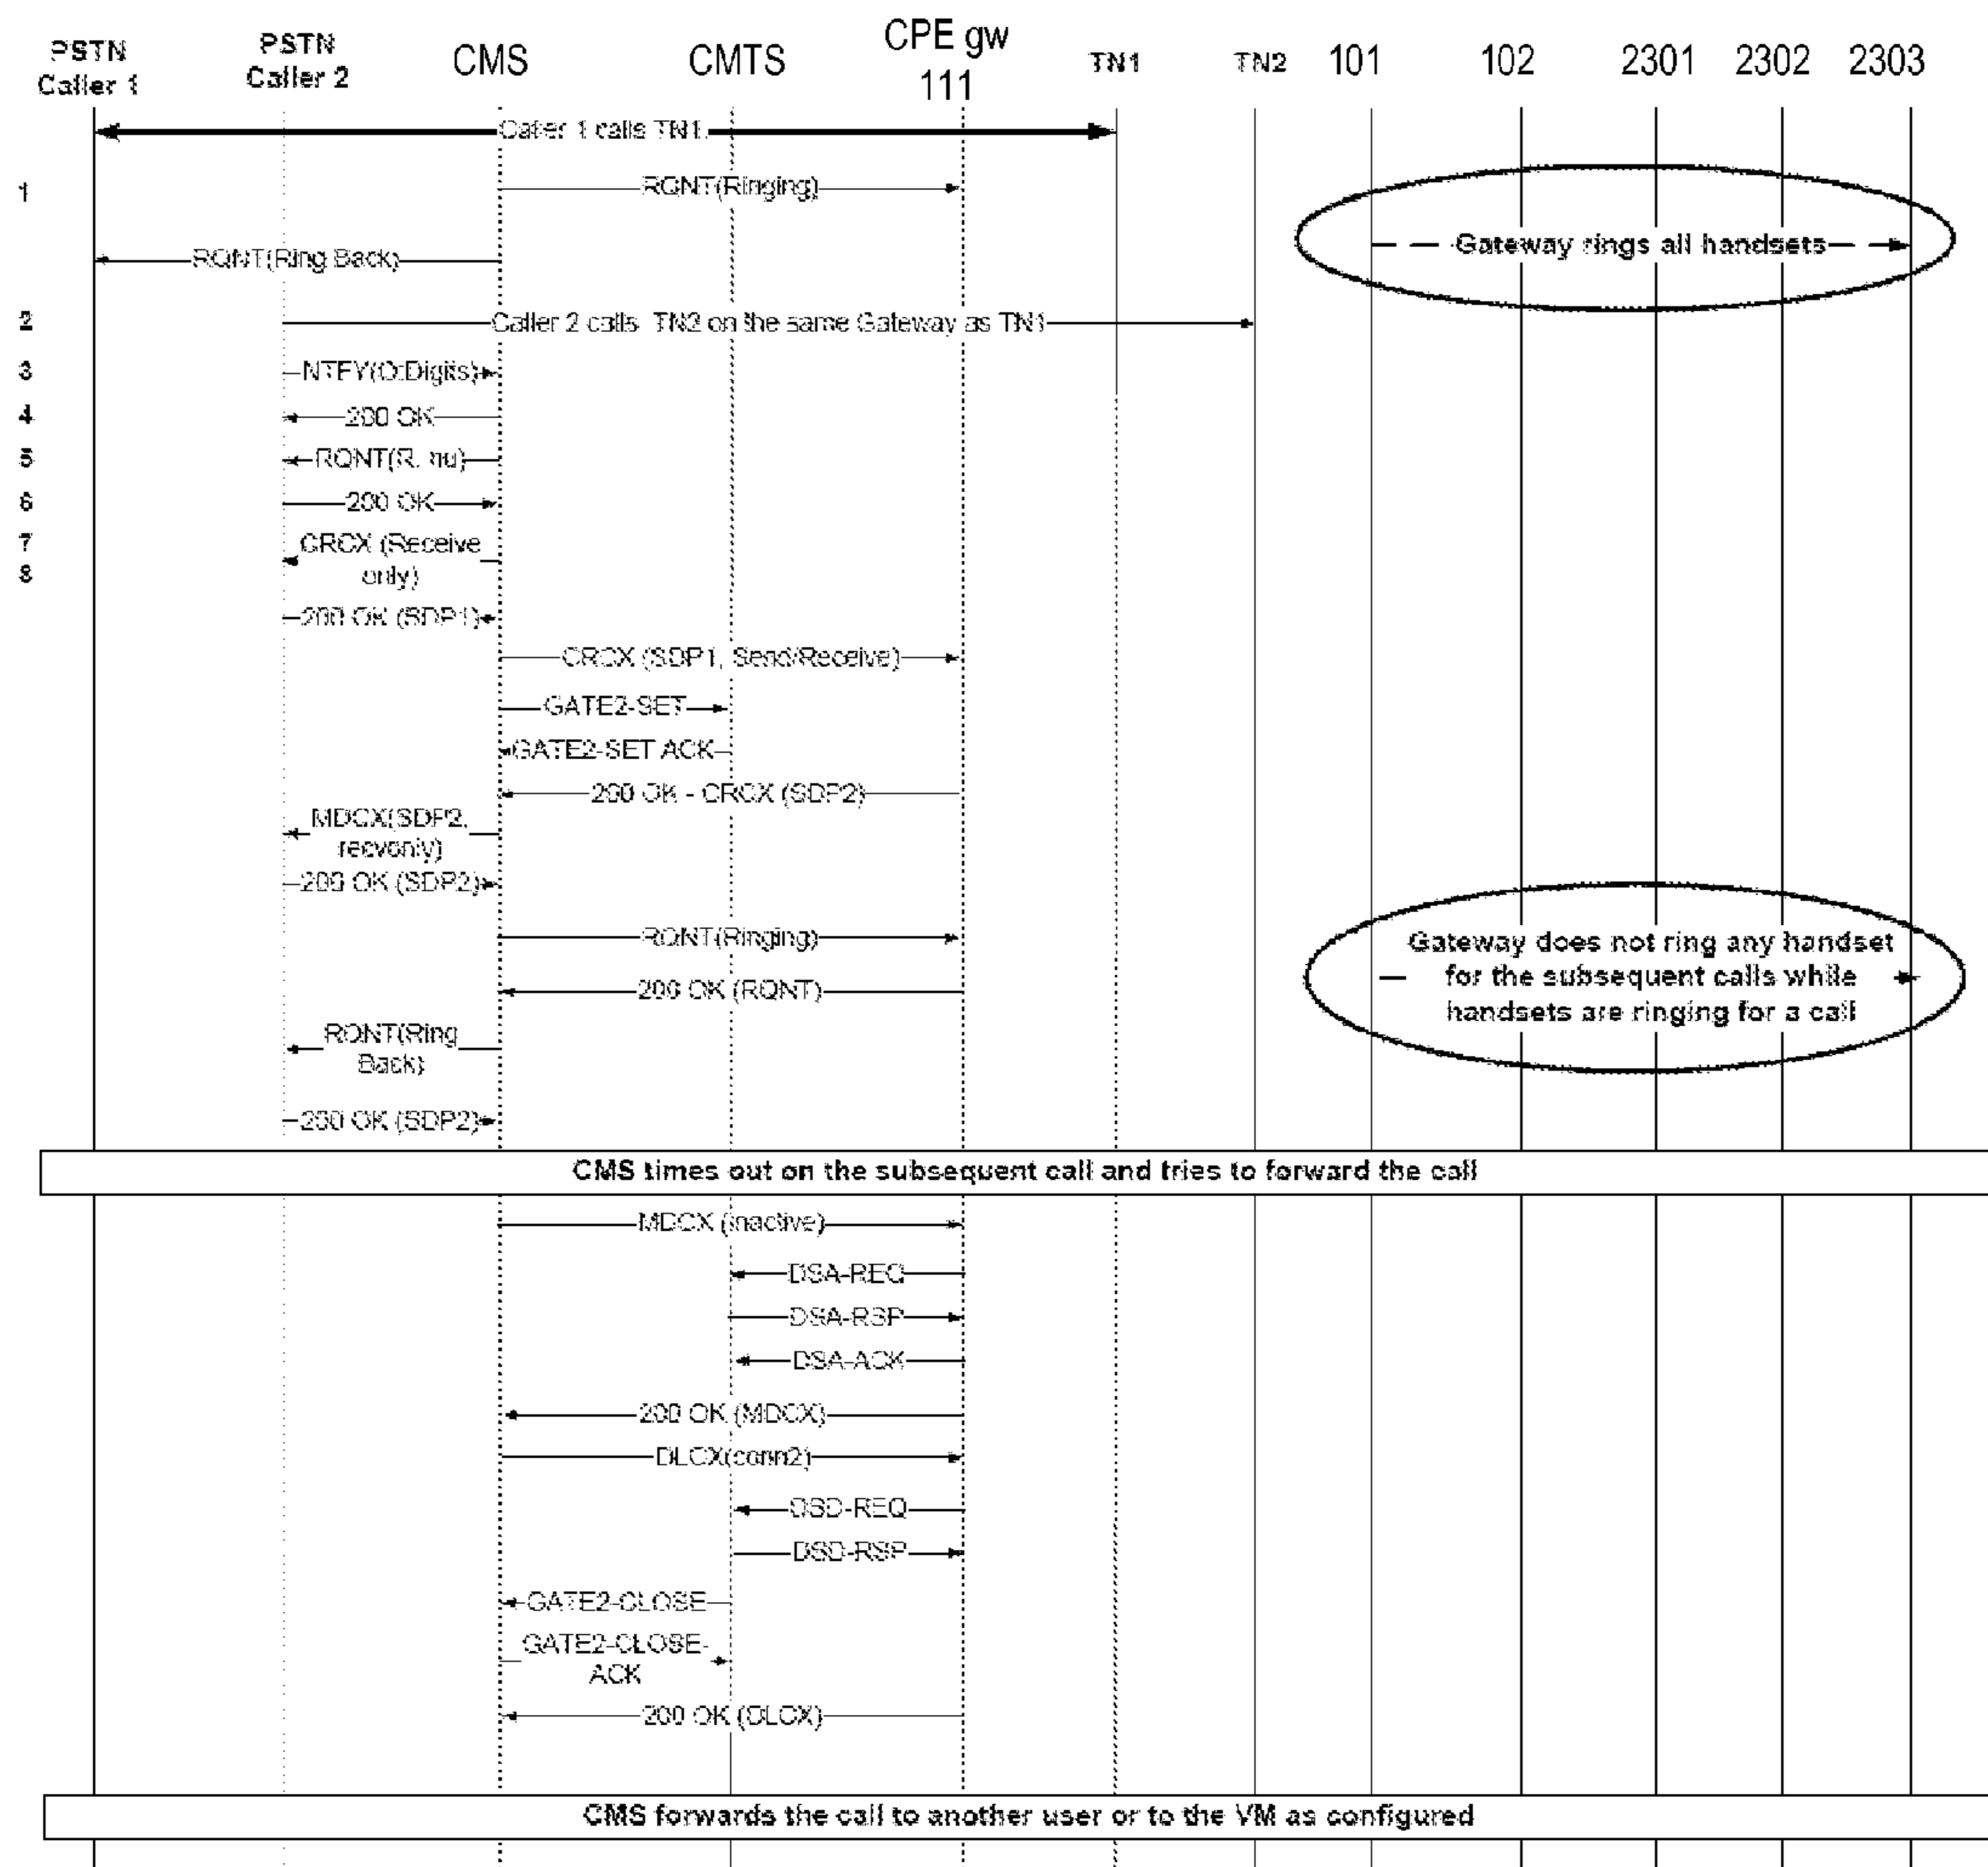 PSTN
Caller 1
PSTN
Caller 2
CMS
CMTS
CPE gw
111
TN1
TN2
101
102
2301
2302
2303
Caller 1 calls TN1.
1
RQNT(Ringing)
Gateway rings all handsets
RQNT(Ring Back)
2
Caller 2 calls TN2 on the same Gateway as TN1
3
NTFY(O:Digits)
4
200 OK
5
RQNT(R: hu)
6
200 OK
7
CRCX (Receive
only)
8
200 OK (SDP1)
CRCX (SDP1, Send/Receive)
GATE2-SET
GATE2-SET ACK
200 OK - CRCX (SDP2)
MDCX(SDP2,
recvonly)
200 OK (SDP2)
RQNT(Ringing)
Gateway does not ring any handset
for the subsequent calls while
handsets are ringing for a call
200 OK (RQNT)
RQNT(Ring
Back)
200 OK (SDP2)
CMS times out on the subsequent call and tries to forward the call
MDCX (inactive)
DSA-REQ
DSA-RSP
DSA-ACK
200 OK (MDCX)
DLCX(conn2)
DSD-REQ
DSD-RSP
GATE2-CLOSE
GATE2-CLOSE-
ACK
200 OK (DLCX)
CMS forwards the call to another user or to the VM as configured